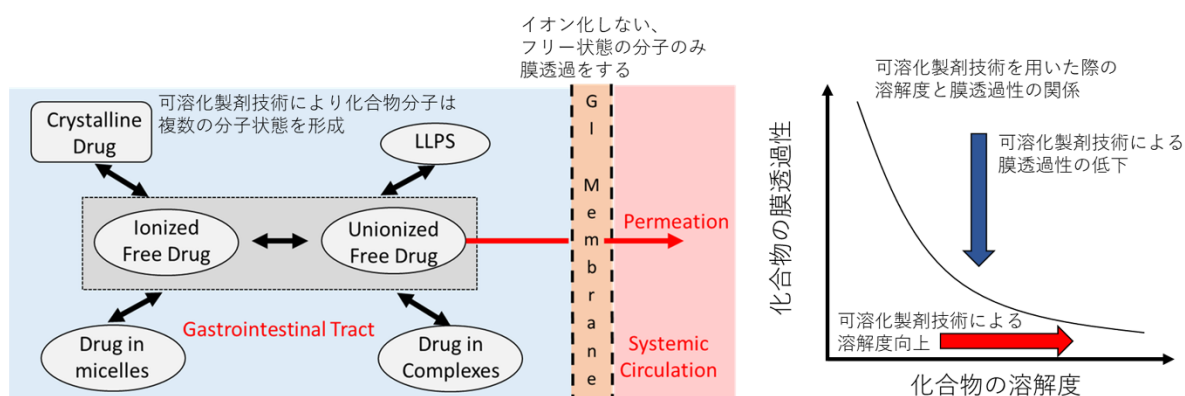 イオン化しない、
フリー状態の分子のみ
膜透過をする
可溶化製剤技術により化合物分子は
複数の分子状態を形成
Crystalline
Drug
LLPS
Ionized
Free Drug
Unionized
Free Drug
Drug in
micelles
Gastrointestinal Tract
Drug in
Complexes
GI Membrane
Permeation
Systemic
Circulation
可溶化製剤技術を用いた際の
溶解度と膜透過性の関係
可溶化製剤技術による
膜透過性の低下
化合物の膜透過性
可溶化製剤技術による
溶解度向上
化合物の溶解度